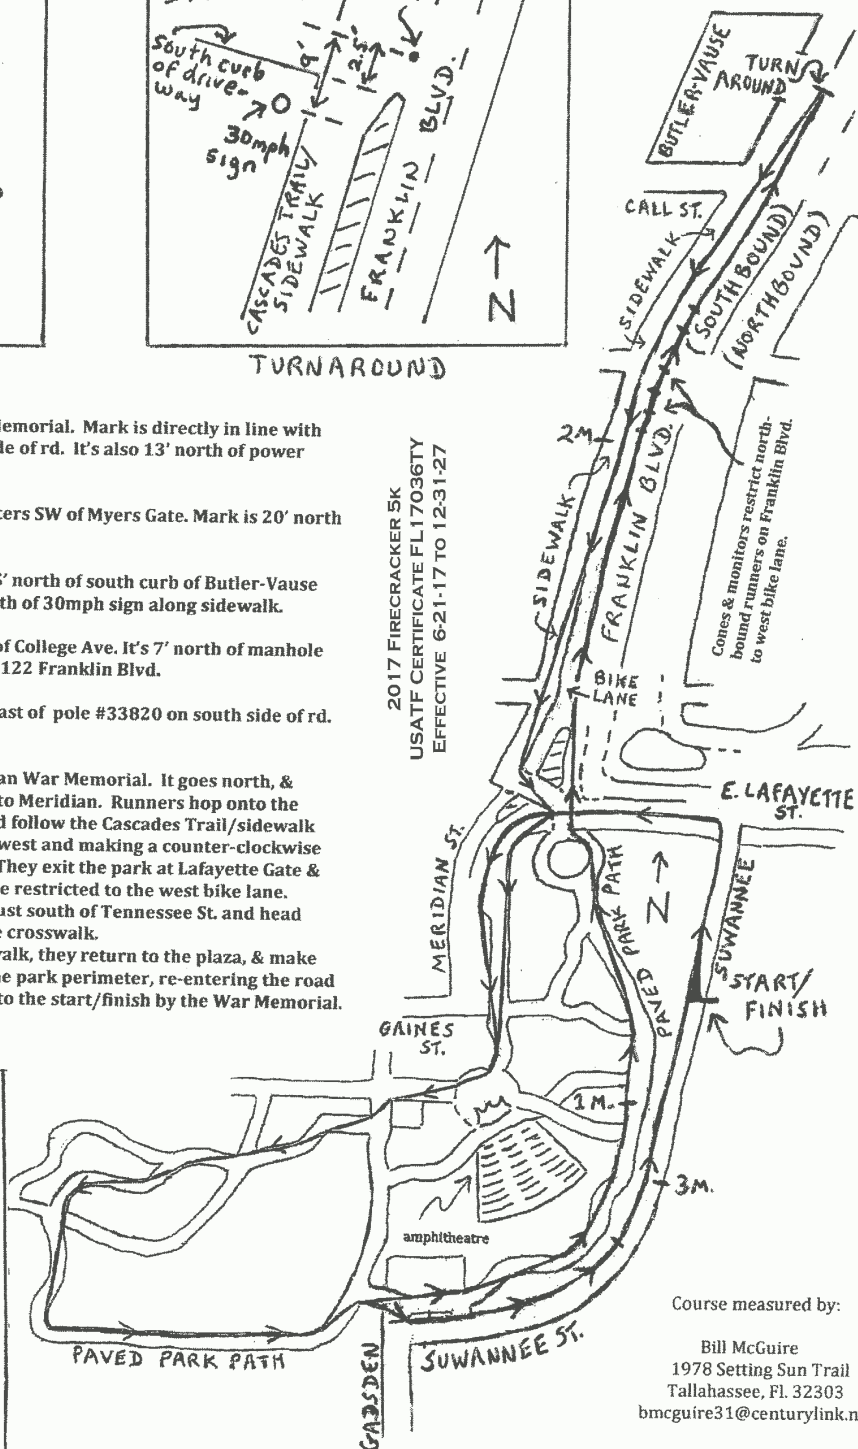 South curb
of drive-
way
30mph
sign
9'
2.5'
CASCADES TRAIL/
SIDEWALK
FRANKLIN BLVD.
N
TURNAROUND
BUTLER-VAUSE
TURN
AROUND
CALL ST.
SIDEWALK
(SOUTHBOUND)
(NORTHBOUND)
2M
SIDEWALK
FRANKLIN BLVD.
Cones & monitors restrict north-
bound runners on Franklin Blvd.
to west bike lane.
emorial. Mark is directly in line with
le of rd. It's also 13' north of power
ters SW of Myers Gate. Mark is 20' north
' north of south curb of Butler-Vause
th of 30mph sign along sidewalk.
of College Ave. It's 7' north of manhole
122 Franklin Blvd.
ast of pole #33820 on south side of rd.
2017 FIRECRACKER 5K
USATF CERTIFICATE FL17036TY
EFFECTIVE 6-21-17 TO 12-31-27
an War Memorial. It goes north, &
to Meridian. Runners hop onto the
d follow the Cascades Trail/sidewalk
west and making a counter-clockwise
They exit the park at Lafayette Gate &
e restricted to the west bike lane.
ust south of Tennessee St. and head
e crosswalk.
valk, they return to the plaza, & make
he park perimeter, re-entering the road
to the start/finish by the War Memorial.
BIKE
LANE
E. LAFAYETTE
ST.
MERIDIAN ST.
PAVED PARK PATH
N
SUWANNEE
START/
FINISH
GAINES
ST.
1 M.
3M.
amphitheatre
PAVED PARK PATH
GADSDEN
SUWANNEE ST.
Course measured by:
Bill McGuire
1978 Setting Sun Trail
Tallahassee, Fl. 32303
bmcguire31@centurylink.n